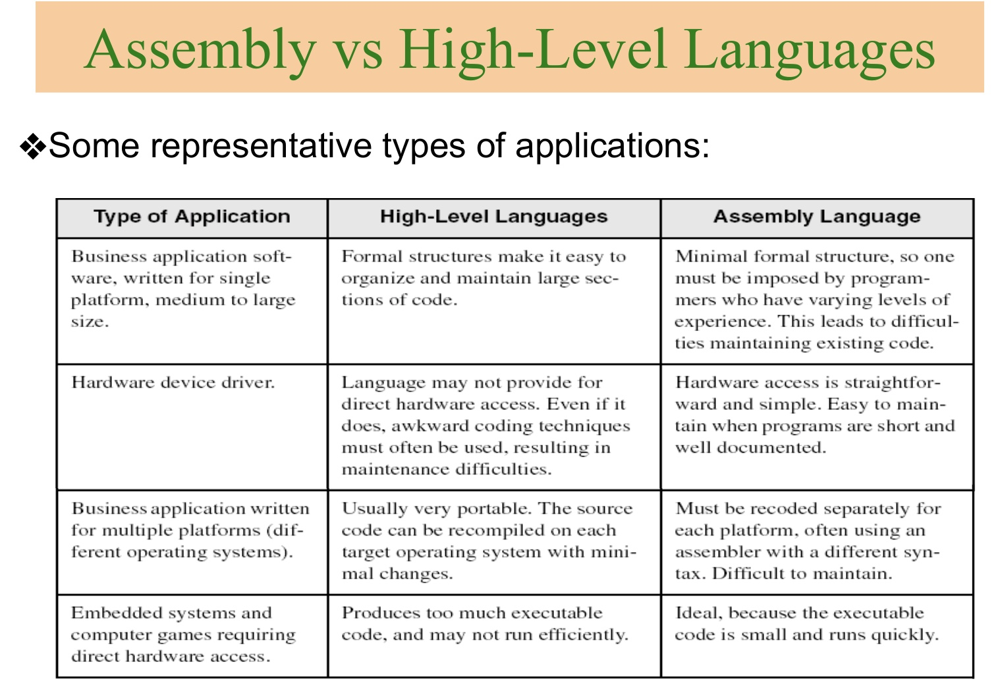 Assembly vs High-Level Languages
❖Some representative types of applications:
Type of Application
High-Level Languages
Assembly Language
Business application soft-
ware, written for single
platform, medium to large
size.
Formal structures make it easy to
organize and maintain large sec-
tions of code.
Minimal formal structure, so one
must be imposed by program-
mers who have varying levels of
experience. This leads to difficul-
ties maintaining existing code.
Hardware device driver.
Language may not provide for
direct hardware access. Even if it
does, awkward coding techniques
must often be used, resulting in
maintenance difficulties.
Hardware access is straightfor-
ward and simple. Easy to main-
tain when programs are short and
well documented.
Business application written
for multiple platforms (dif-
ferent operating systems).
Usually very portable. The source
code can be recompiled on each
target operating system with mini-
mal changes.
Must be recoded separately for
each platform, often using an
assembler with a different syn-
tax. Difficult to maintain.
Embedded systems and
computer games requiring
direct hardware access.
Produces too much executable
code, and may not run efficiently.
Ideal, because the executable
code is small and runs quickly.